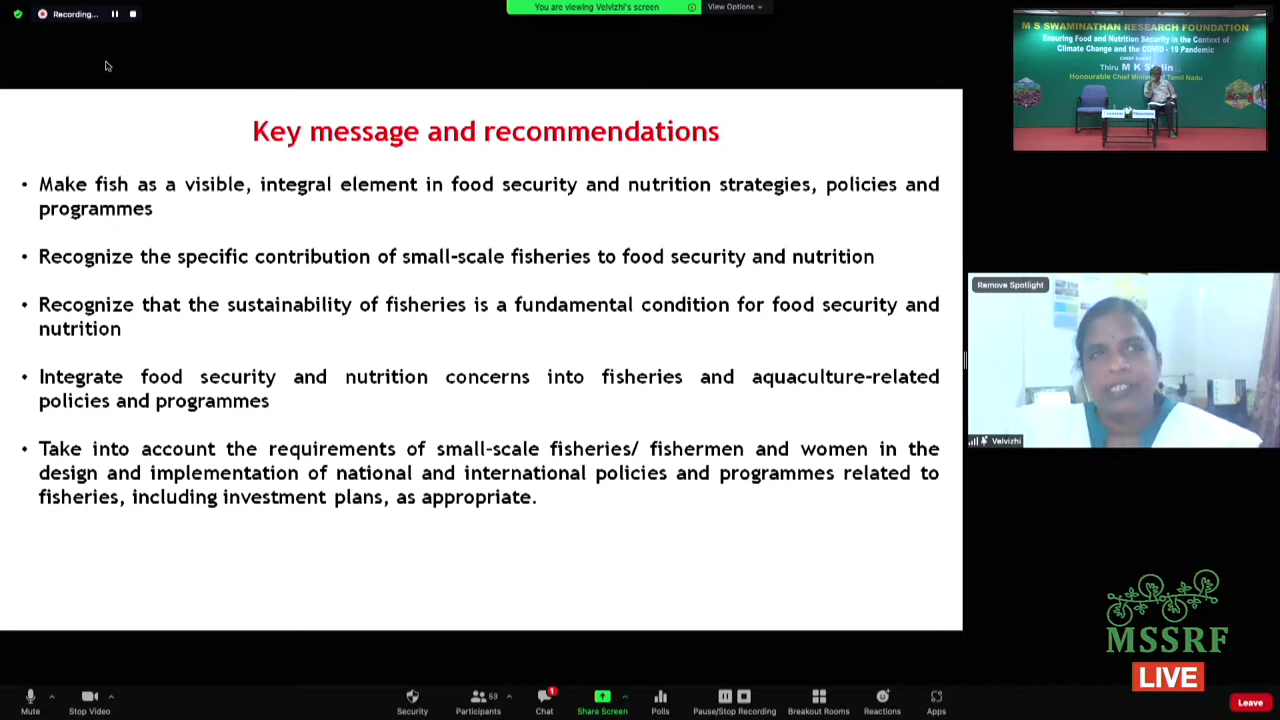 Recording...
You are viewing Velvizhi's screen
View Options
M S SWAMINATHAN RESEARCH FOUNDATION
Ensuring Food and Nutrition Security in the Context of
Climate Change and the COVID - 19 Pandemic
CHIEF GUEST
Thiru M K Stalin
Honourable Chief Minister of Tamil Nadu
Key message and recommendations
• Make fish as a visible, integral element in food security and nutrition strategies, policies and
programmes
• Recognize the specific contribution of small-scale fisheries to food security and nutrition
• Recognize that the sustainability of fisheries is a fundamental condition for food security and
nutrition
• Integrate food security and nutrition concerns into fisheries and aquaculture-related
policies and programmes
• Take into account the requirements of small-scale fisheries/ fishermen and women in the
design and implementation of national and international policies and programmes related to
fisheries, including investment plans, as appropriate.
Remove Spotlight
Velvizhi
MSSRF
LIVE
Mute
Stop Video
Security
Participants
53
Chat
1
Share Screen
Polls
Pause/Stop Recording
Breakout Rooms
Reactions
Apps
Leave